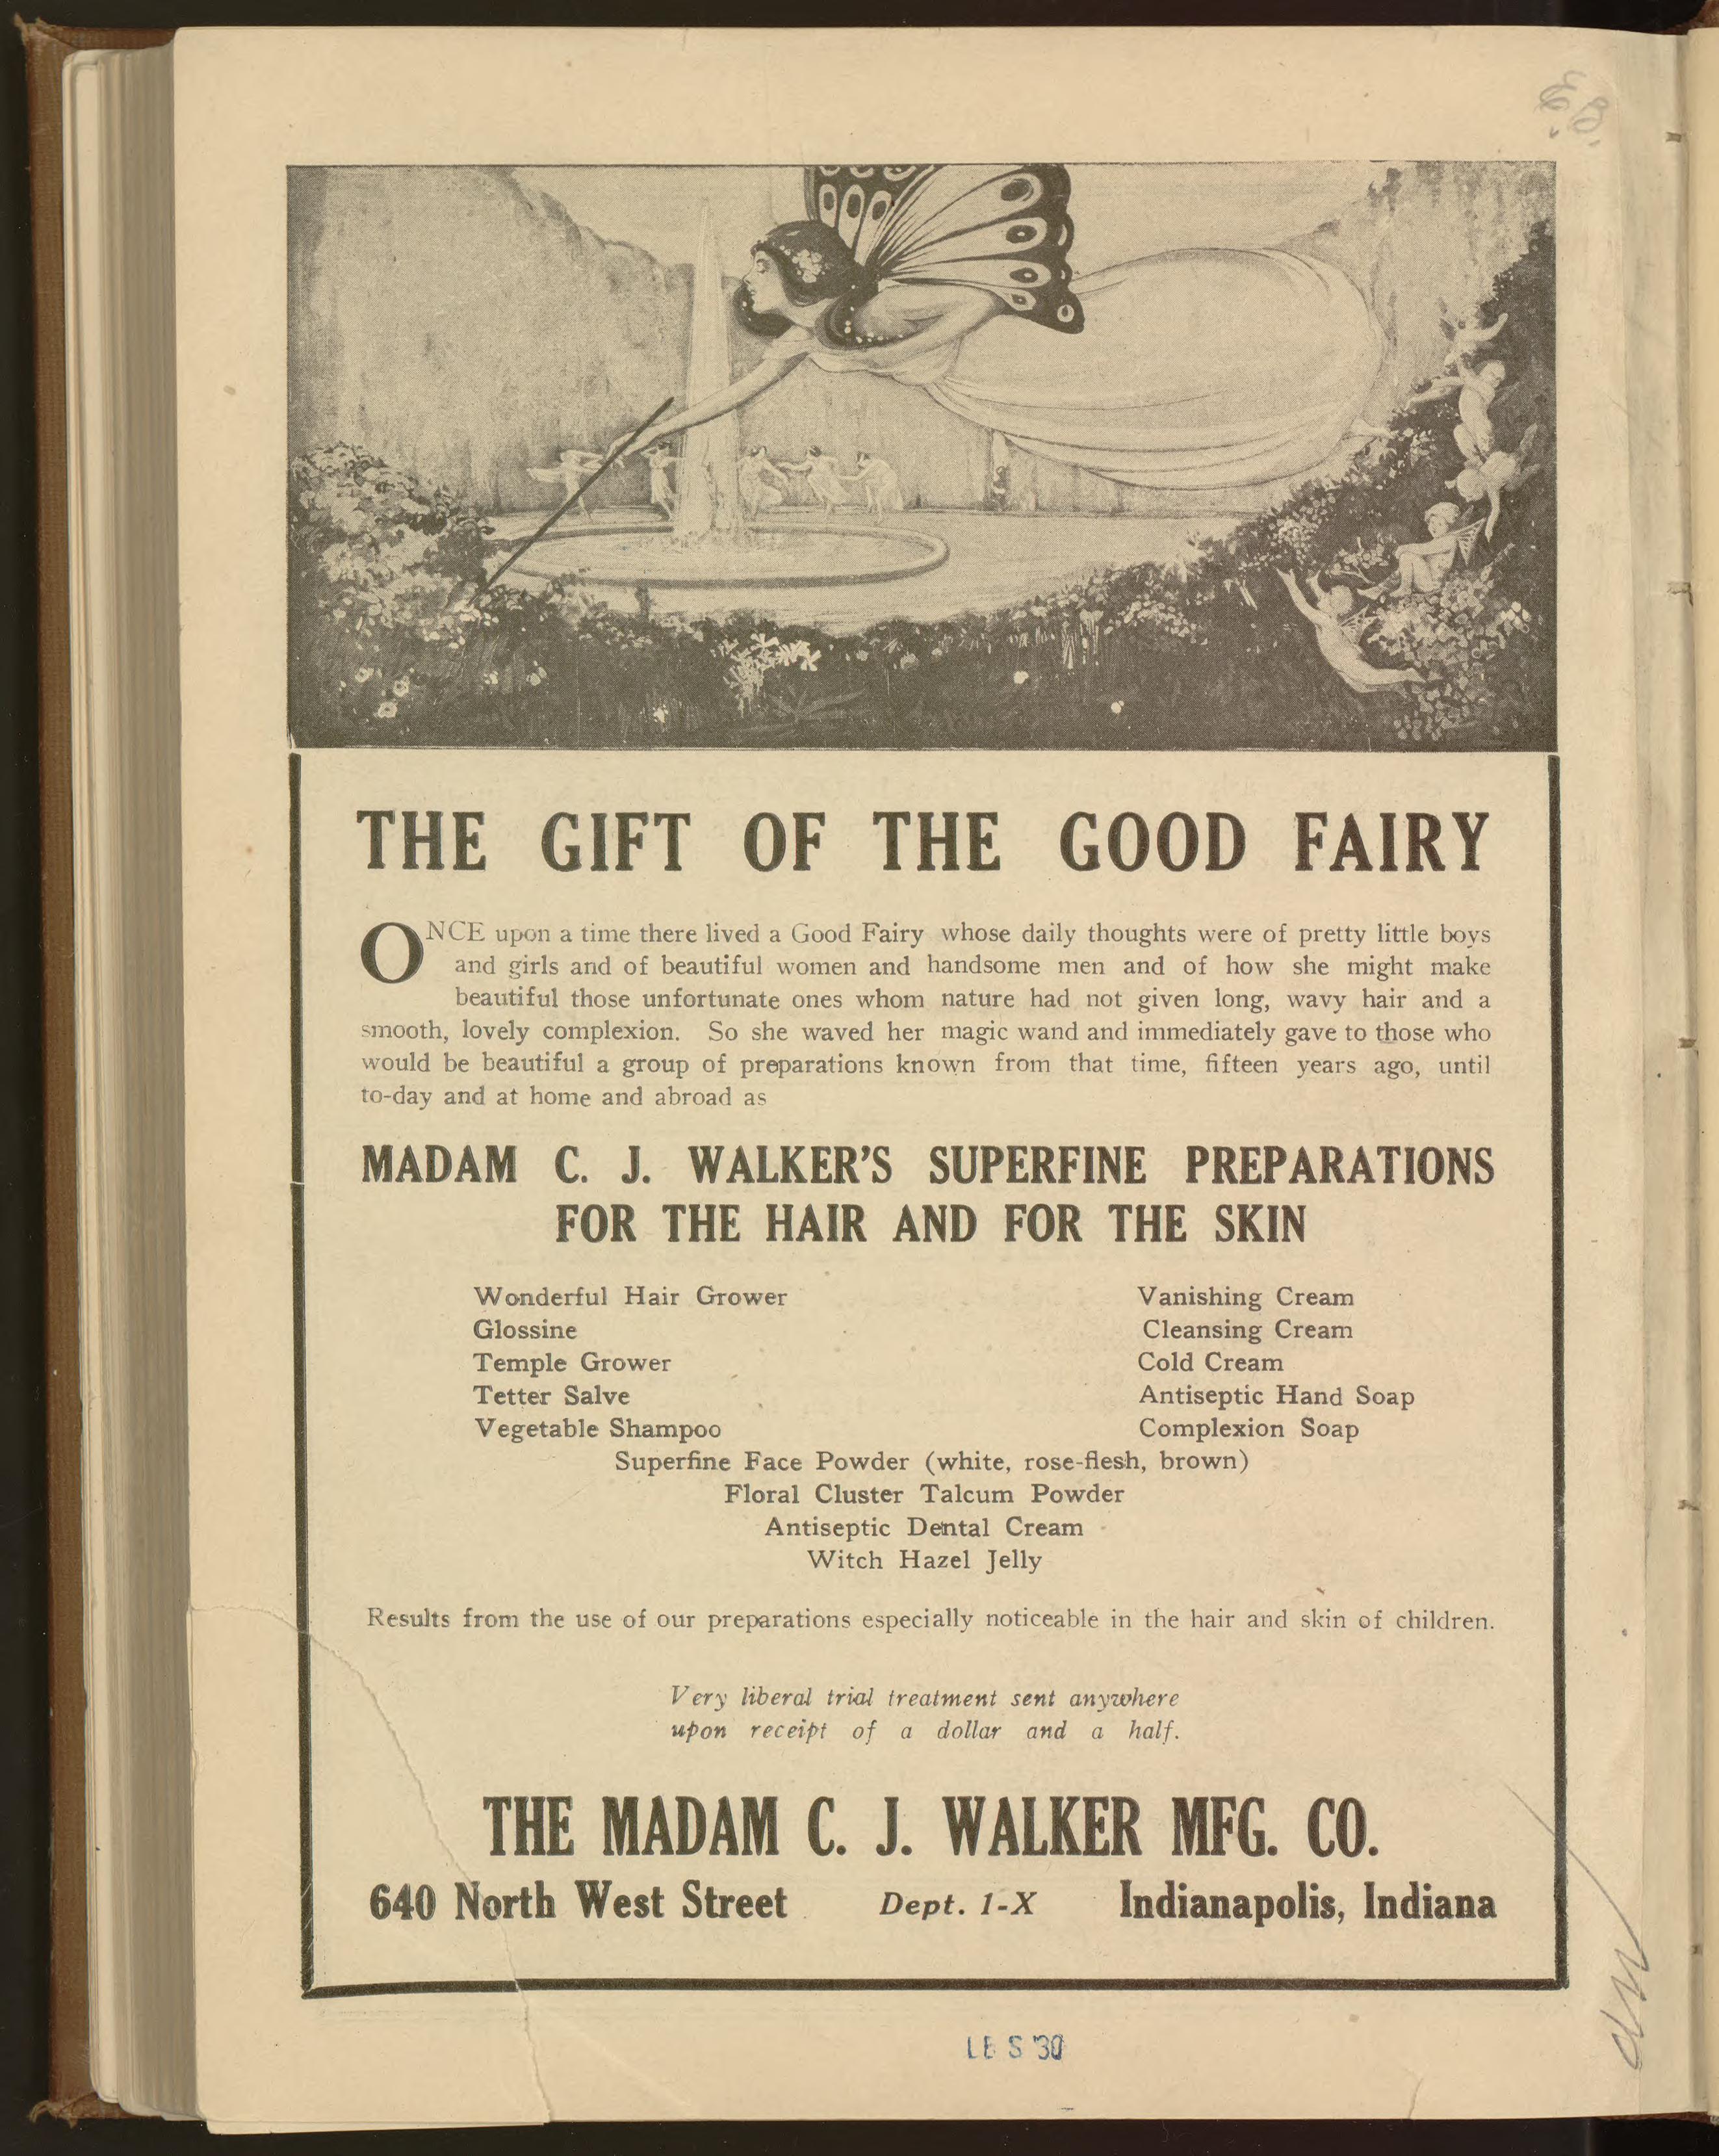 THE GIFT OF THE GOOD FAIRY
ONCE upon a time there lived a Good Fairy whose daily thoughts were of pretty little boys
and girls and of beautiful women and handsome men and of how she might make
beautiful those unfortunate ones whom nature had not given long, wavy hair and a
smooth, lovely complexion. So she waved her magic wand and immediately gave to those who
would be beautiful a group of preparations known from that time, fifteen years ago, until
to-day and at home and abroad as
MADAM C. J. WALKER'S SUPERFINE PREPARATIONS
FOR THE HAIR AND FOR THE SKIN
Wonderful Hair Grower
Glossine
Temple Grower
Tetter Salve
Vegetable Shampoo
Vanishing Cream
Cleansing Cream
Cold Cream
Antiseptic Hand Soap
Complexion Soap
Superfine Face Powder (white, rose-flesh, brown)
Floral Cluster Talcum Powder
Antiseptic Dental Cream
Witch Hazel Jelly
Results from the use of our preparations especially noticeable in the hair and skin of children.
Very liberal trial treatment sent anywhere
upon receipt of a dollar and a half.
THE MADAM C. J. WALKER MFG. CO.
640 North West Street Dept. 1-X Indianapolis, Indiana
S '30